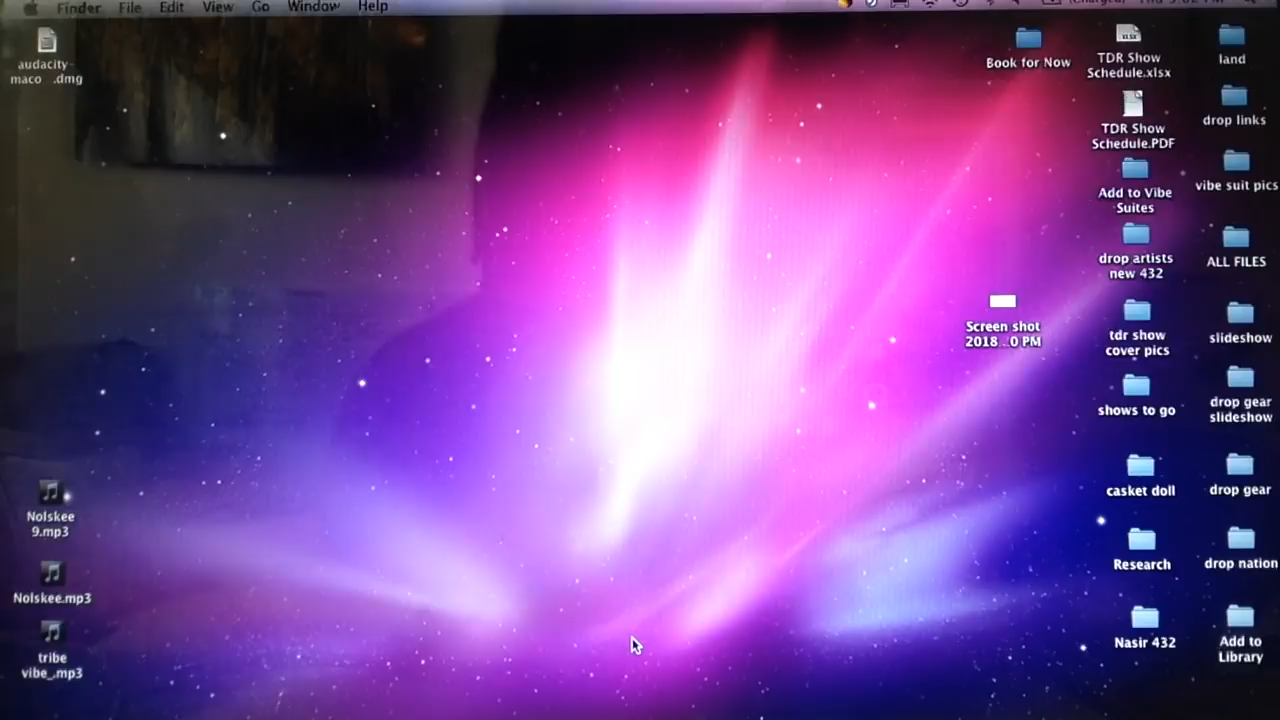 Finder File Edit View Go Window Help
audacity-
maco .dmg
Book for Now
TDR Show
Schedule.xlsx
land
TDR Show
Schedule.PDF
drop links
Add to Vibe
Suites
vibe suit pics
drop artists
new 432
ALL FILES
Screen shot
2018...0 PM
tdr show
cover pics
slideshow
shows to go
drop gear
slideshow
casket doll
drop gear
Nolskee
9.mp3
Research
drop nation
Nolskee.mp3
Nasir 432
Add to
Library
tribe
vibe_.mp3